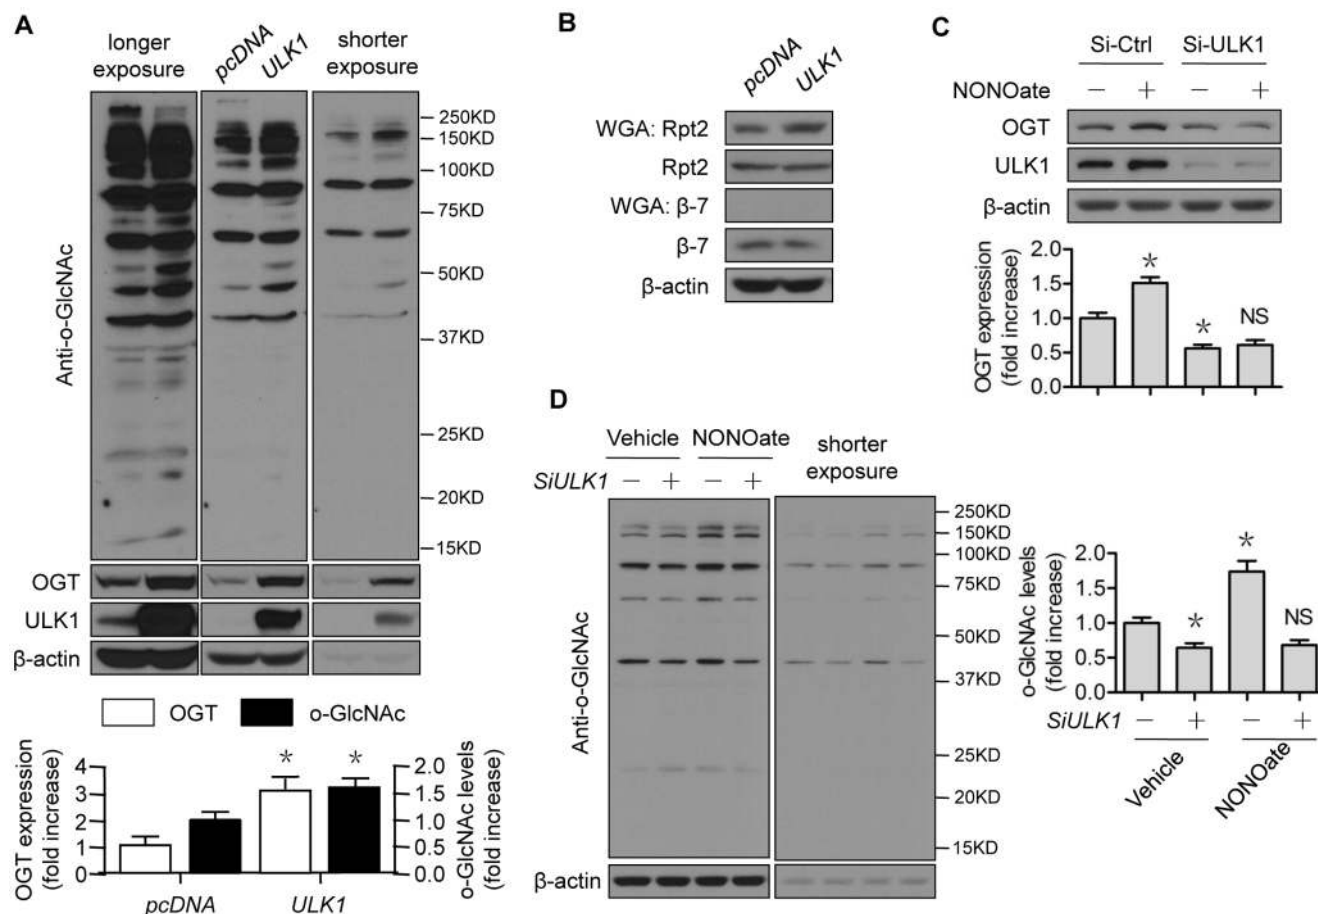 A
longer
exposure
pcDNA
ULK1
shorter
exposure
250KD
150KD
100KD
75KD
50KD
37KD
25KD
20KD
15KD
Anti-o-GlcNAc
OGT
ULK1
β-actin
OGT
o-GlcNAc
OGT expression
(fold increase)
4
3
2
1
0
2.0
1.5
1.0
0.5
0.0
o-GlcNAc levels
(fold increase)
* *
pcDNA
ULK1
B
pcDNA
ULK1
WGA: Rpt2
Rpt2
WGA: β-7
β-7
β-actin
C
Si-Ctrl
Si-ULK1
NONOate
− + − +
OGT
ULK1
β-actin
OGT expression
(fold increase)
2.0
1.5
1.0
0.5
0.0
*
*
NS
D
Vehicle
NONOate
shorter
exposure
SiULK1
− + − +
250KD
150KD
100KD
75KD
50KD
37KD
25KD
20KD
15KD
Anti-o-GlcNAc
β-actin
o-GlcNAc levels
(fold increase)
2.0
1.5
1.0
0.5
0.0
*
*
NS
SiULK1
− + − +
Vehicle
NONOate